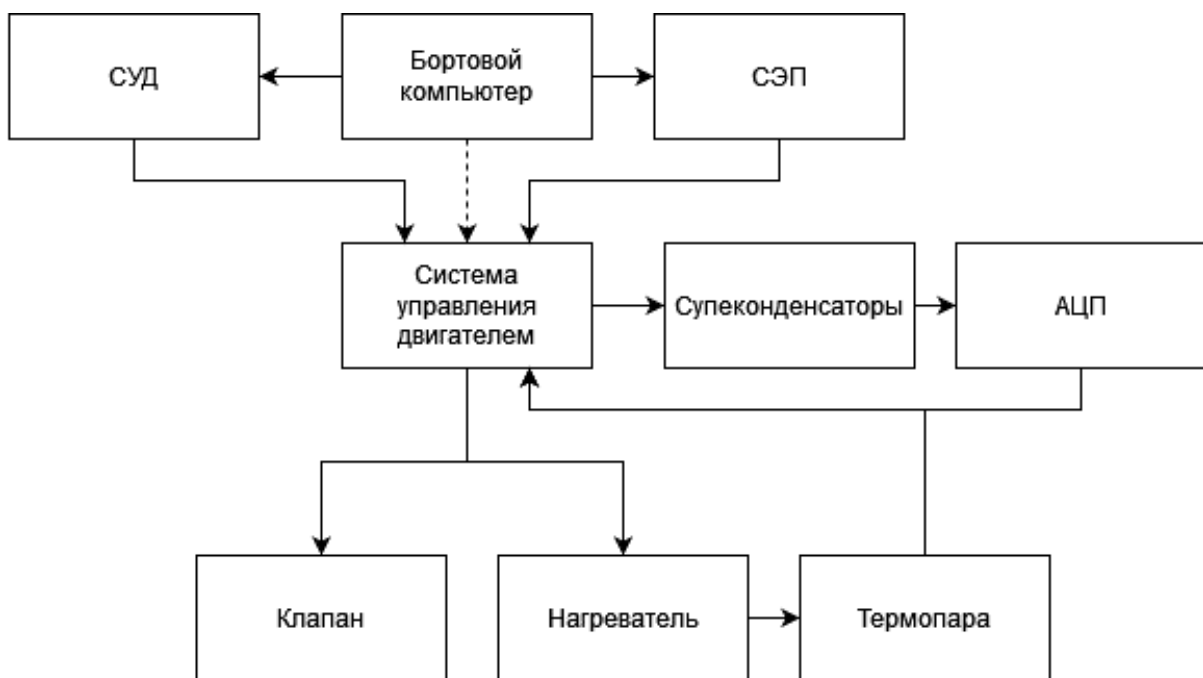 СУД
Бортовой
компьютер
СЭП
Система
управления
двигателем
Супеконденсаторы
АЦП
Клапан
Нагреватель
Термопара